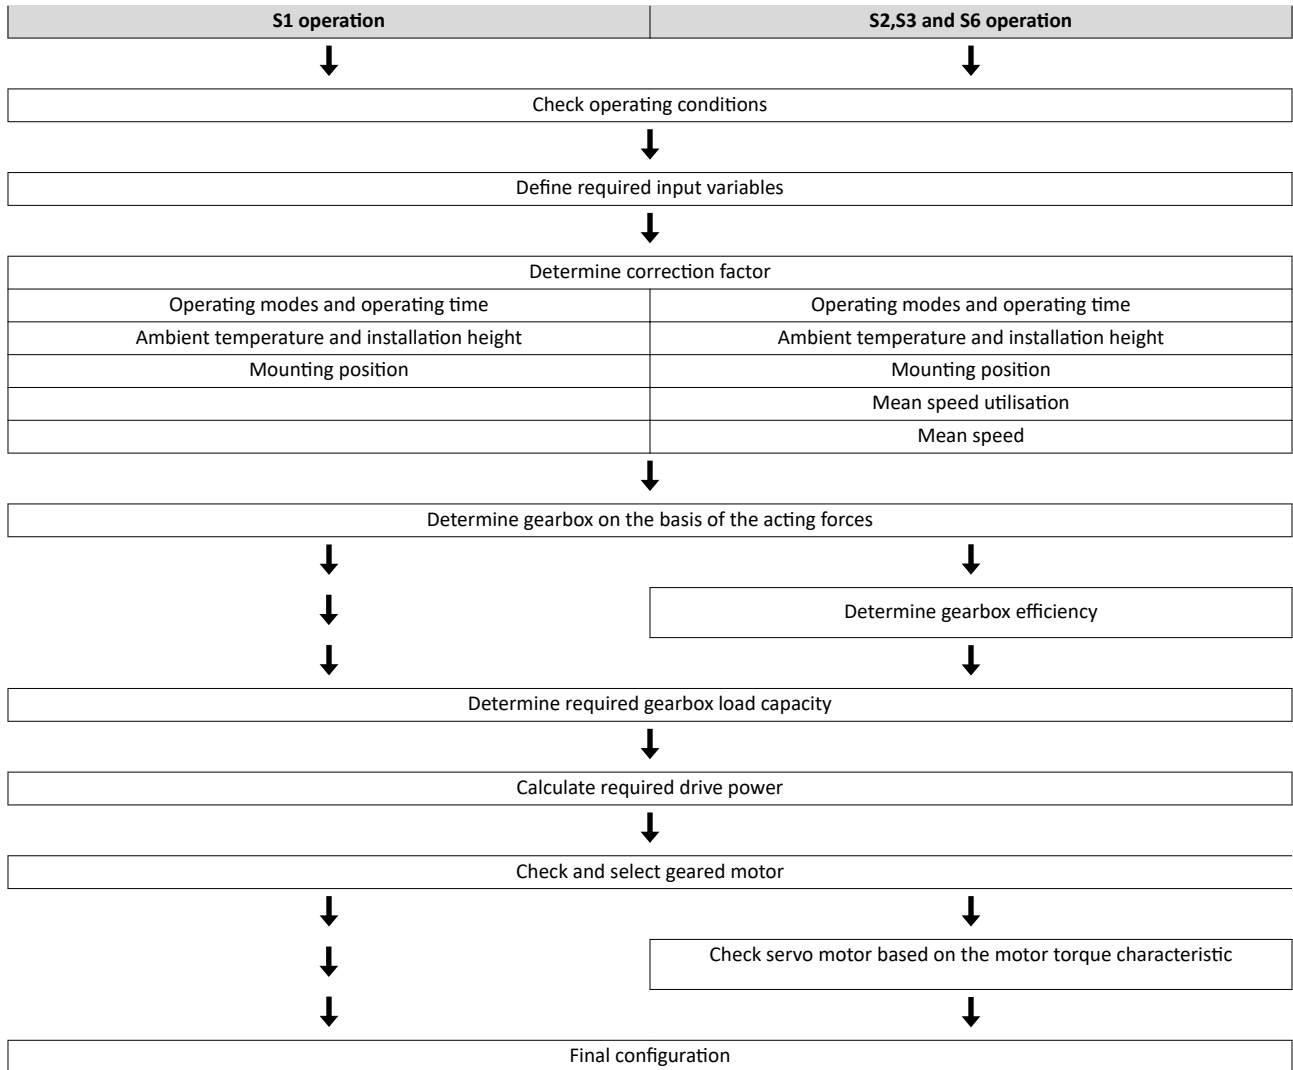 S1 operation
S2,S3 and S6 operation
Check operating conditions
Define required input variables
Determine correction factor
Operating modes and operating time
Operating modes and operating time
Ambient temperature and installation height
Ambient temperature and installation height
Mounting position
Mounting position
Mean speed utilisation
Mean speed
Determine gearbox on the basis of the acting forces
Determine gearbox efficiency
Determine required gearbox load capacity
Calculate required drive power
Check and select geared motor
Check servo motor based on the motor torque characteristic
Final configuration